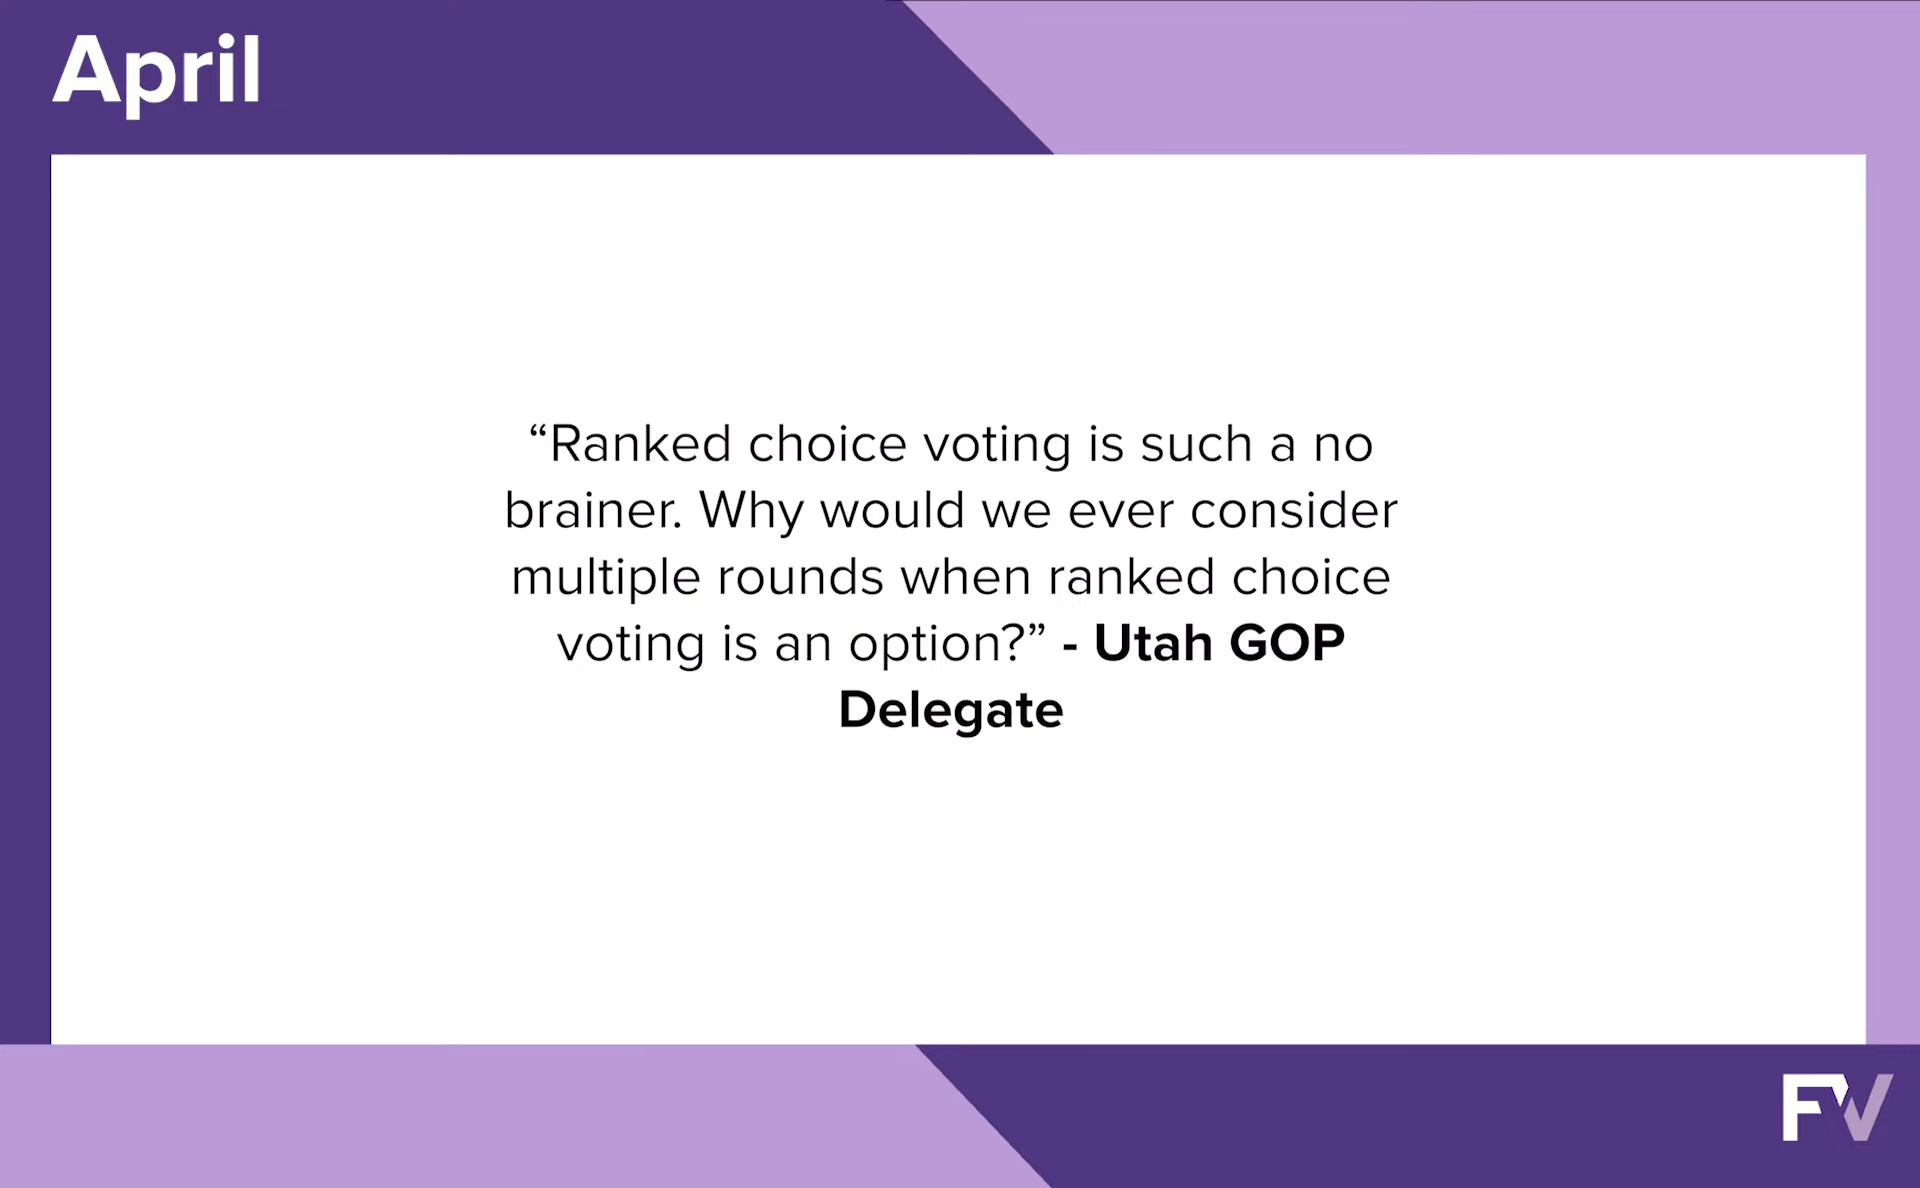 April
“Ranked choice voting is such a no
brainer. Why would we ever consider
multiple rounds when ranked choice
voting is an option?” - Utah GOP
Delegate
FV